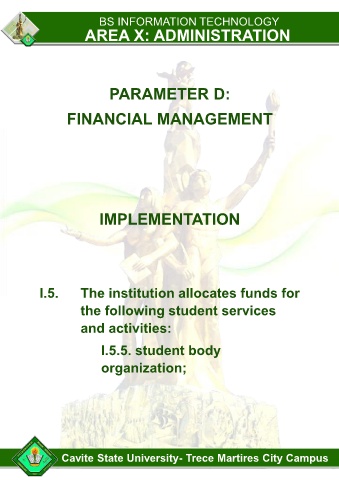 BS INFORMATION TECHNOLOGY
AREA X: ADMINISTRATION
PARAMETER D:
FINANCIAL MANAGEMENT
IMPLEMENTATION
I.5. The institution allocates funds for
the following student services
and activities:
I.5.5. student body
organization;
Cavite State University- Trece Martires City Campus